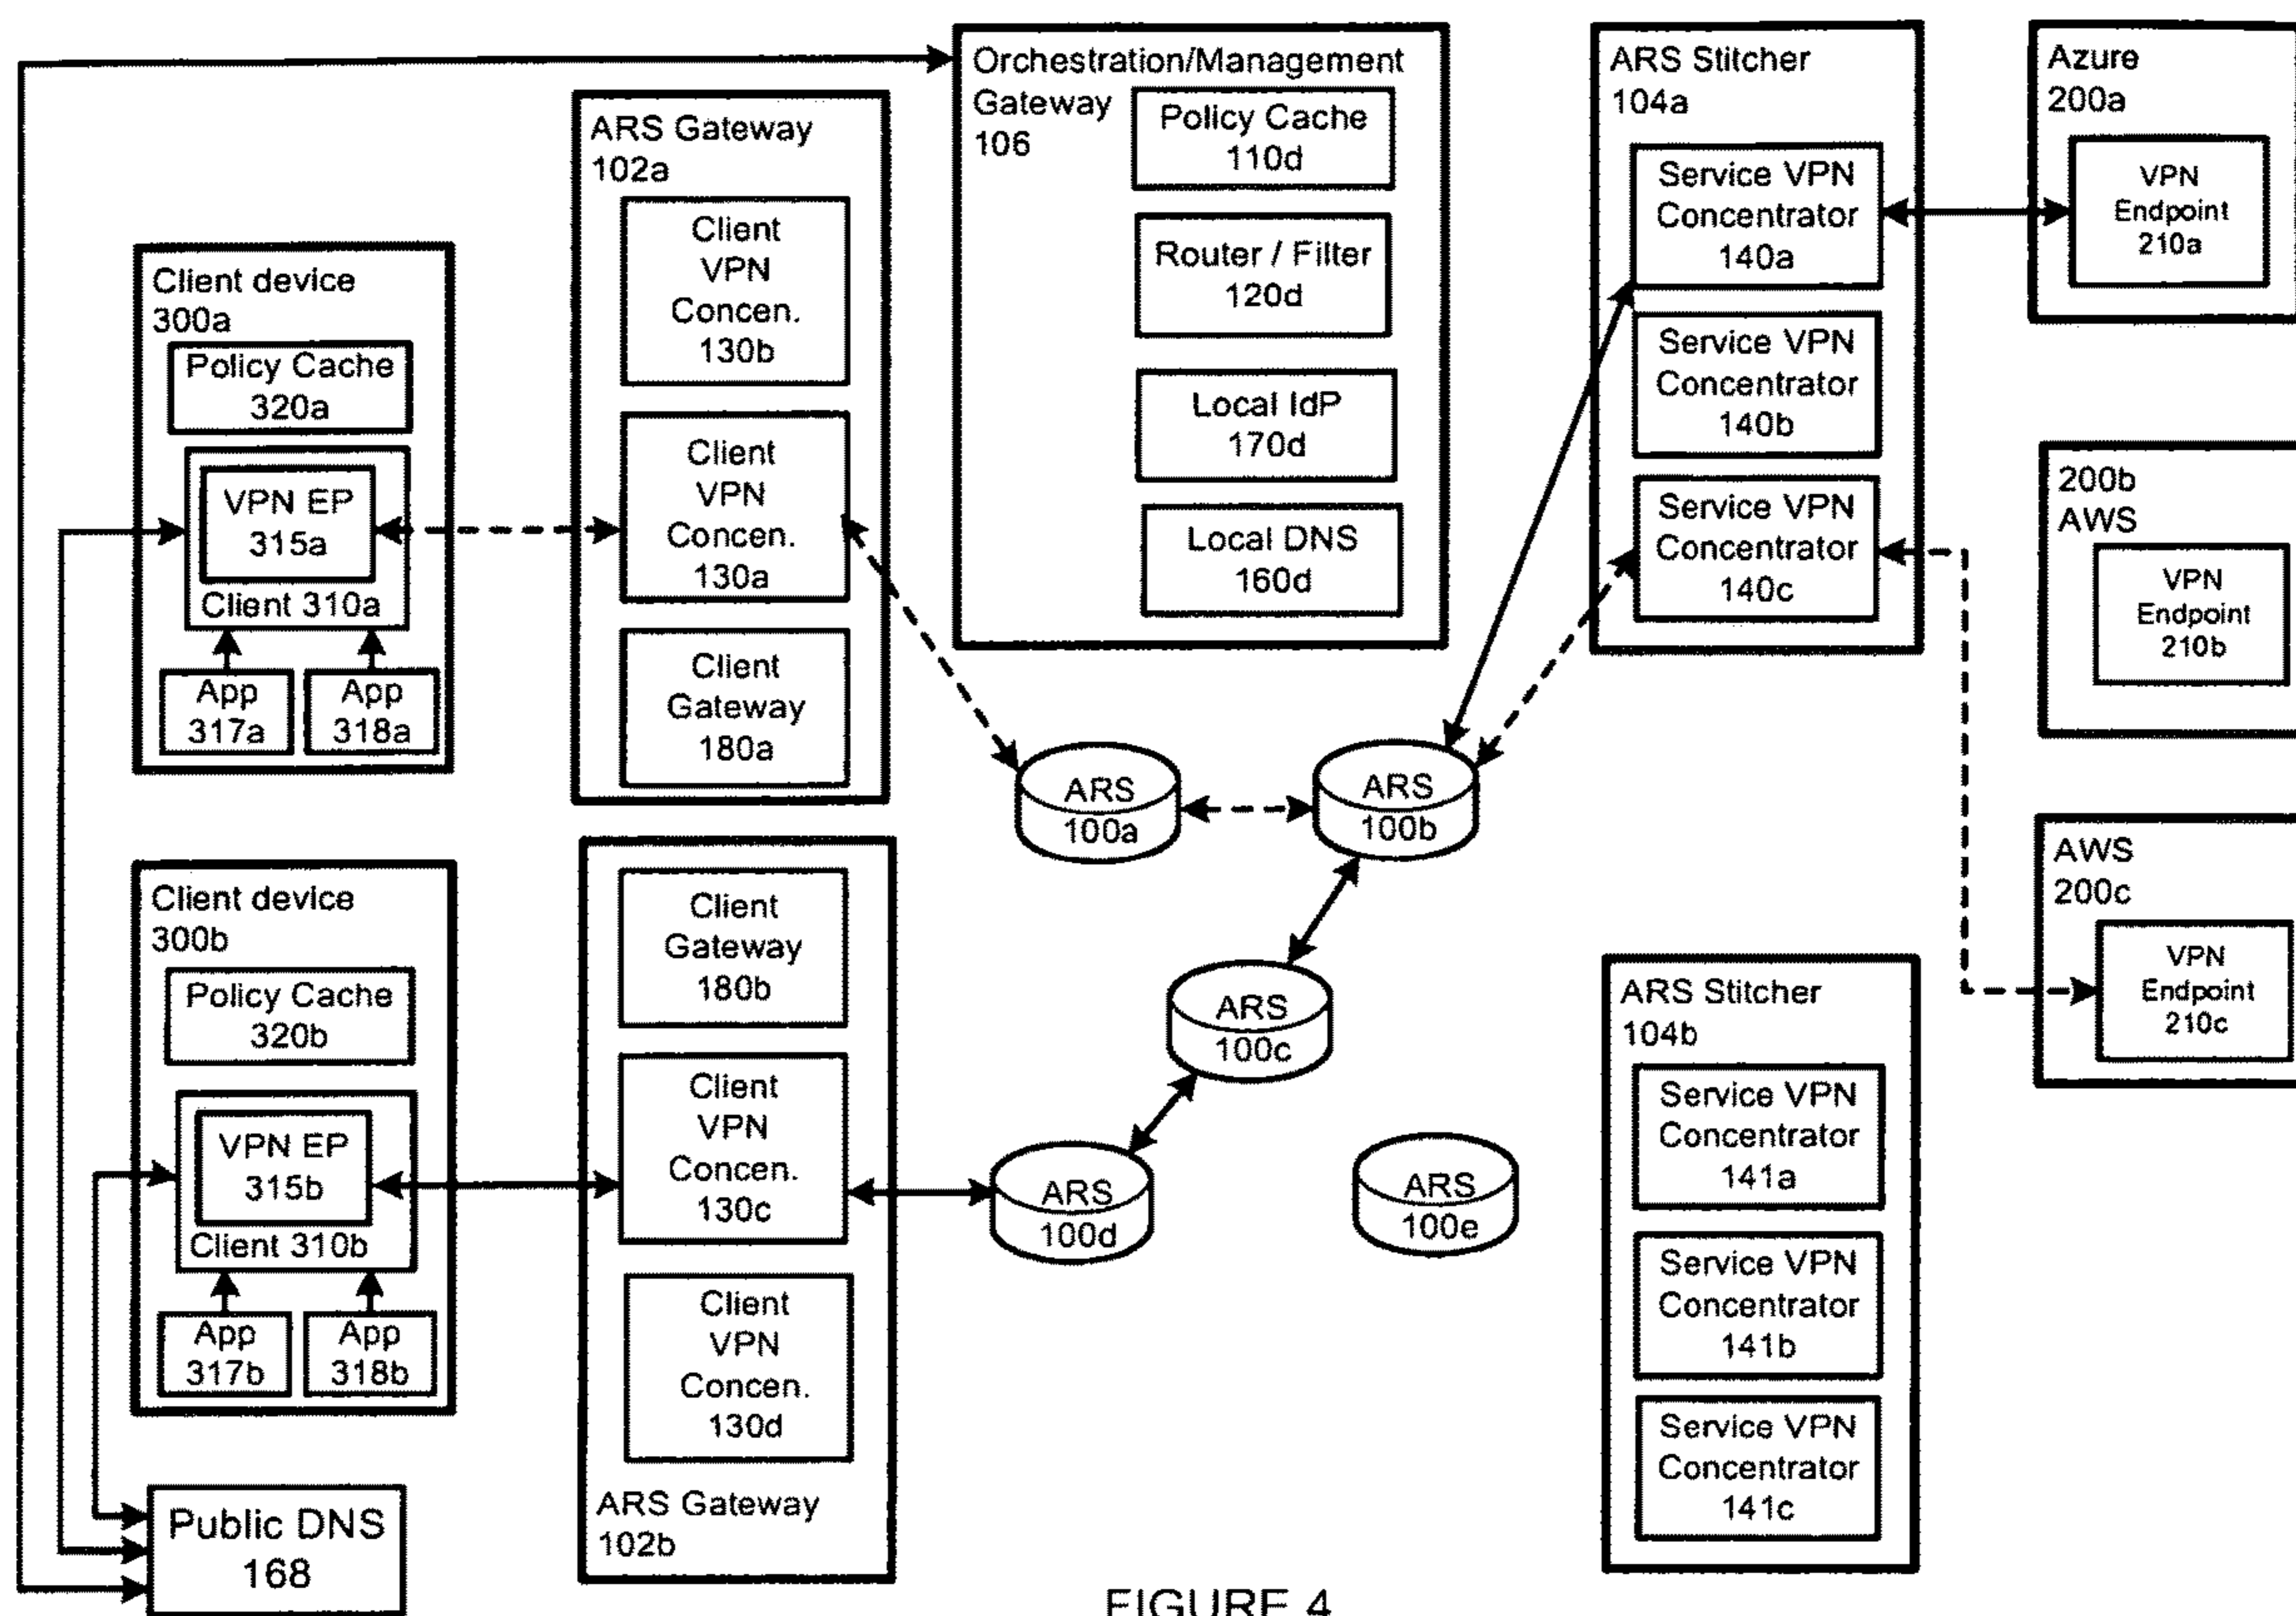 Orchestration/Management
Gateway
106
Policy Cache
110d
Router / Filter
120d
Local IdP
170d
Local DNS
160d
ARS Stitcher
104a
Service VPN
Concentrator
140a
Service VPN
Concentrator
140b
Service VPN
Concentrator
140c
Azure
200a
VPN
Endpoint
210a
200b
AWS
VPN
Endpoint
210b
AWS
200c
VPN
Endpoint
210c
ARS Gateway
102a
Client
VPN
Concen.
130b
Client
VPN
Concen.
130a
Client
Gateway
180a
Client device
300a
Policy Cache
320a
VPN EP
315a
Client 310a
App
317a
App
318a
ARS
100a
ARS
100b
ARS
100c
ARS
100d
ARS
100e
Client device
300b
Policy Cache
320b
VPN EP
315b
Client 310b
App
317b
App
318b
Client
Gateway
180b
Client
VPN
Concen.
130c
Client
VPN
Concen.
130d
ARS Gateway
102b
ARS Stitcher
104b
Service VPN
Concentrator
141a
Service VPN
Concentrator
141b
Service VPN
Concentrator
141c
Public DNS
168
FIGURE 4